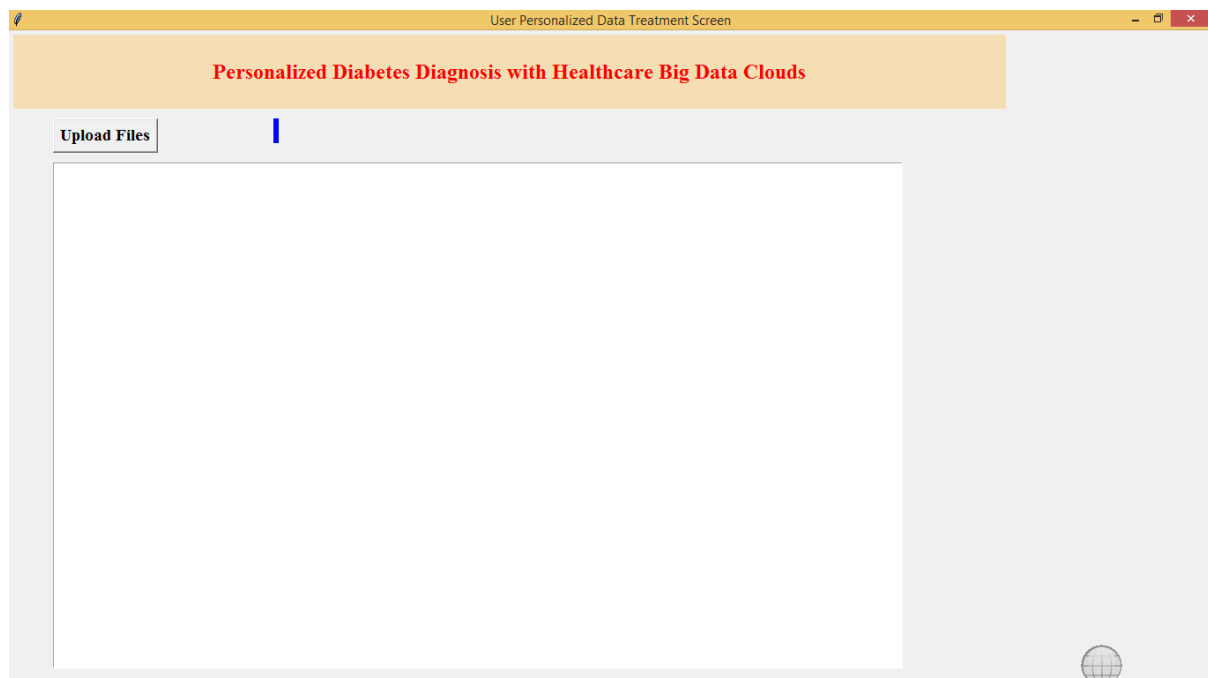 User Personalized Data Treatment Screen
Personalized Diabetes Diagnosis with Healthcare Big Data Clouds
Upload Files